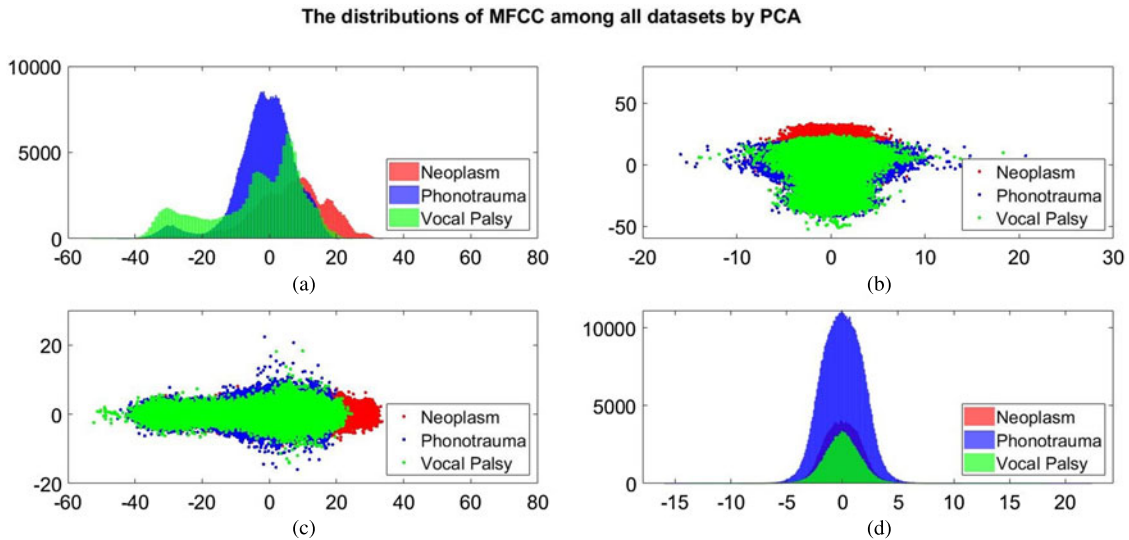 The distributions of MFCC among all datasets by PCA
10000
5000
0
-60 -40 -20 0 20 40 60 80
Neoplasm
Phonotrauma
Vocal Palsy
(a)
50
0
-50
-20 -10 0 10 20 30
Neoplasm
Phonotrauma
Vocal Palsy
(b)
20
0
-20
-60 -40 -20 0 20 40 60 80
Neoplasm
Phonotrauma
Vocal Palsy
(c)
10000
5000
0
-15 -10 -5 0 5 10 15 20
Neoplasm
Phonotrauma
Vocal Palsy
(d)